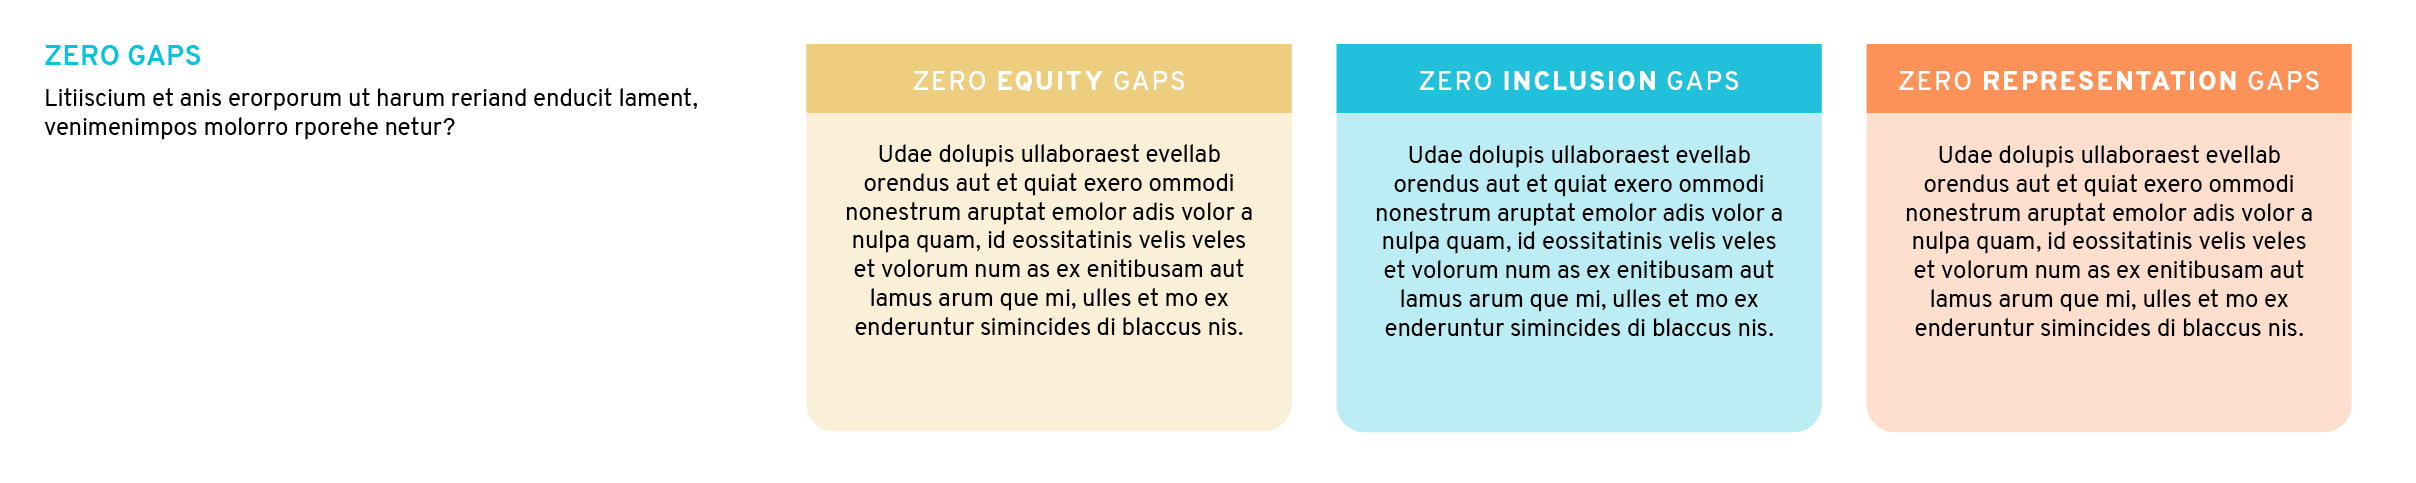 ZERO GAPS
Litiiscium et anis erorporum ut harum reriand enducit lament,
venimenimpos molorro rporehe netur?
ZERO EQUITY GAPS
Udae dolupis ullaboraest evellab
orendus aut et quiat exero ommodi
nonestrum aruptat emolor adis volor a
nulpa quam, id eossitatinis velis veles
et volorum num as ex enitibusam aut
lamus arum que mi, ulles et mo ex
enderuntur simincides di blaccus nis.
ZERO INCLUSION GAPS
Udae dolupis ullaboraest evellab
orendus aut et quiat exero ommodi
nonestrum aruptat emolor adis volor a
nulpa quam, id eossitatinis velis veles
et volorum num as ex enitibusam aut
lamus arum que mi, ulles et mo ex
enderuntur simincides di blaccus nis.
ZERO REPRESENTATION GAPS
Udae dolupis ullaboraest evellab
orendus aut et quiat exero ommodi
nonestrum aruptat emolor adis volor a
nulpa quam, id eossitatinis velis veles
et volorum num as ex enitibusam aut
lamus arum que mi, ulles et mo ex
enderuntur simincides di blaccus nis.